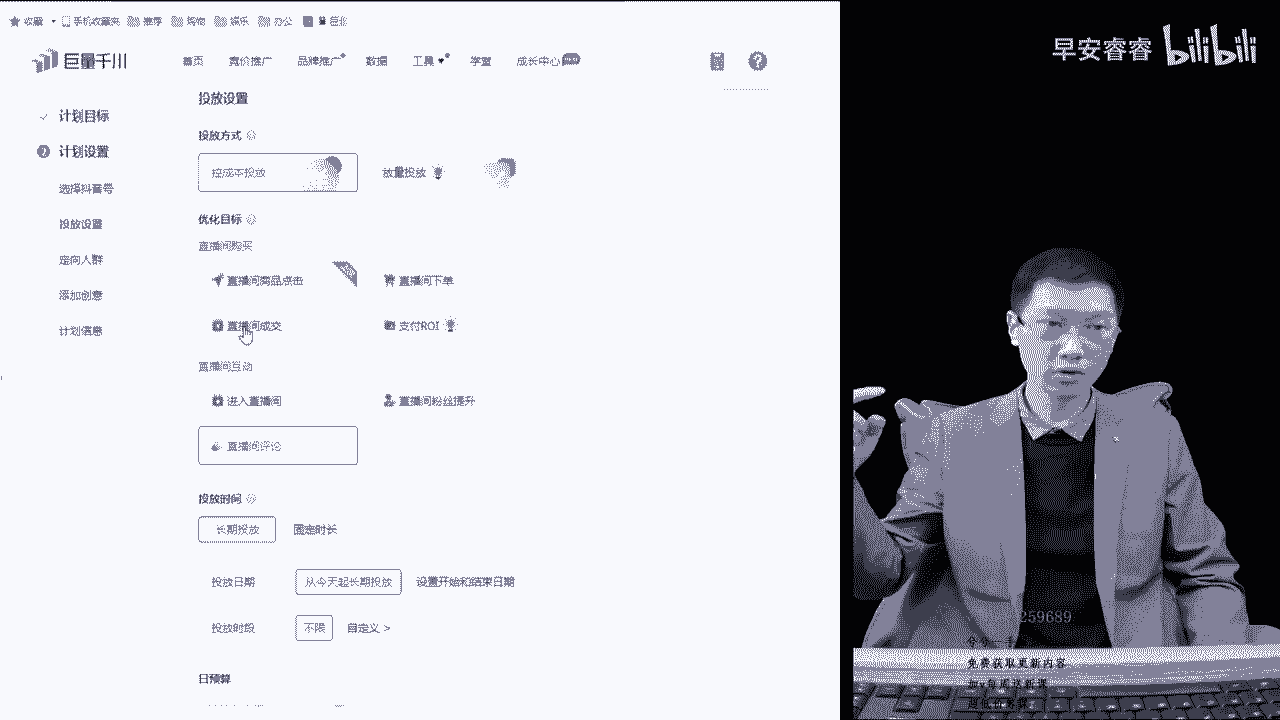 收藏 手机收藏夹 推荐 购物 娱乐 办公
巨量千川 首页 竞价推广 品牌推广 数据 工具 学堂 成长中心
计划目标
计划设置
选择抖音号
投放设置
定向人群
添加创意
计划信息
投放设置
投放方式
控成本投放 放量投放
优化目标
直播间购买
直播间商品点击 直播间下单
直播间成交 支付ROI
直播间互动
进入直播间 直播间粉丝提升
直播间评论
投放时间
长期投放 固定时长
投放日期 从今天起长期投放 设置开始和结束日期
投放时段 不限 自定义 >
日预算
早安睿睿 bilibili
259689
免费获取更新内容